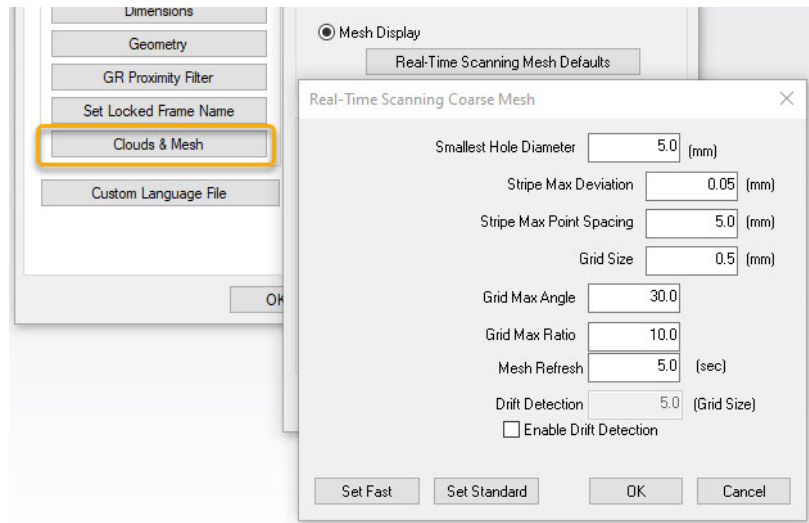 Dimensions
Geometry
GR Proximity Filter
Set Locked Frame Name
Clouds & Mesh
Custom Language File
Mesh Display
Real-Time Scanning Mesh Defaults
Real-Time Scanning Coarse Mesh
Smallest Hole Diameter 5.0 (mm)
Stripe Max Deviation 0.05 (mm)
Stripe Max Point Spacing 5.0 (mm)
Grid Size 0.5 (mm)
Grid Max Angle 30.0
Grid Max Ratio 10.0
Mesh Refresh 5.0 (sec)
Drift Detection 5.0 (Grid Size)
Enable Drift Detection
Set Fast Set Standard OK Cancel